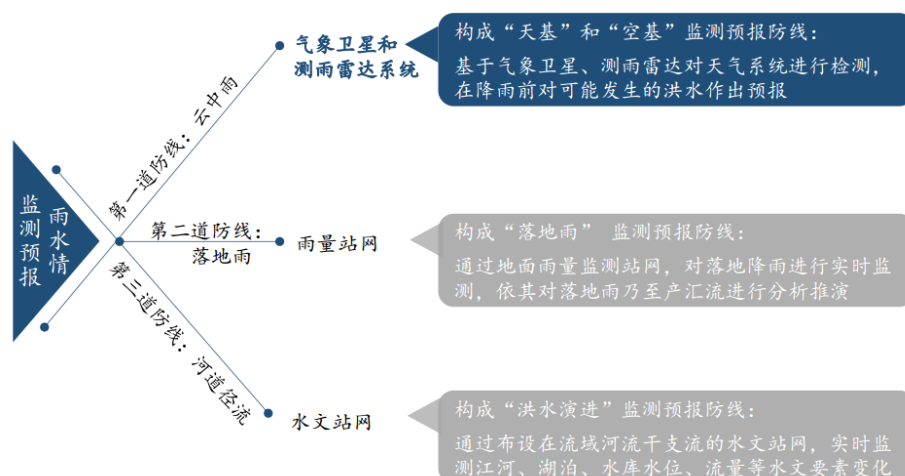 雨水情
监测预报
第一道防线：云中雨
气象卫星和
测雨雷达系统
构成“天基”和“空基”监测预报防线：
基于气象卫星、测雨雷达对天气系统进行检测，
在降雨前对可能发生的洪水作出预报
第二道防线：
落地雨
雨量站网
构成“落地雨” 监测预报防线：
通过地面雨量监测站网，对落地降雨进行实时监
测，依其对落地雨乃至产汇流进行分析推演
第三道防线：河道径流
水文站网
构成“洪水演进”监测预报防线：
通过布设在流域河流干支流的水文站网，实时监
测江河、湖泊、水库水位、流量等水文要素变化